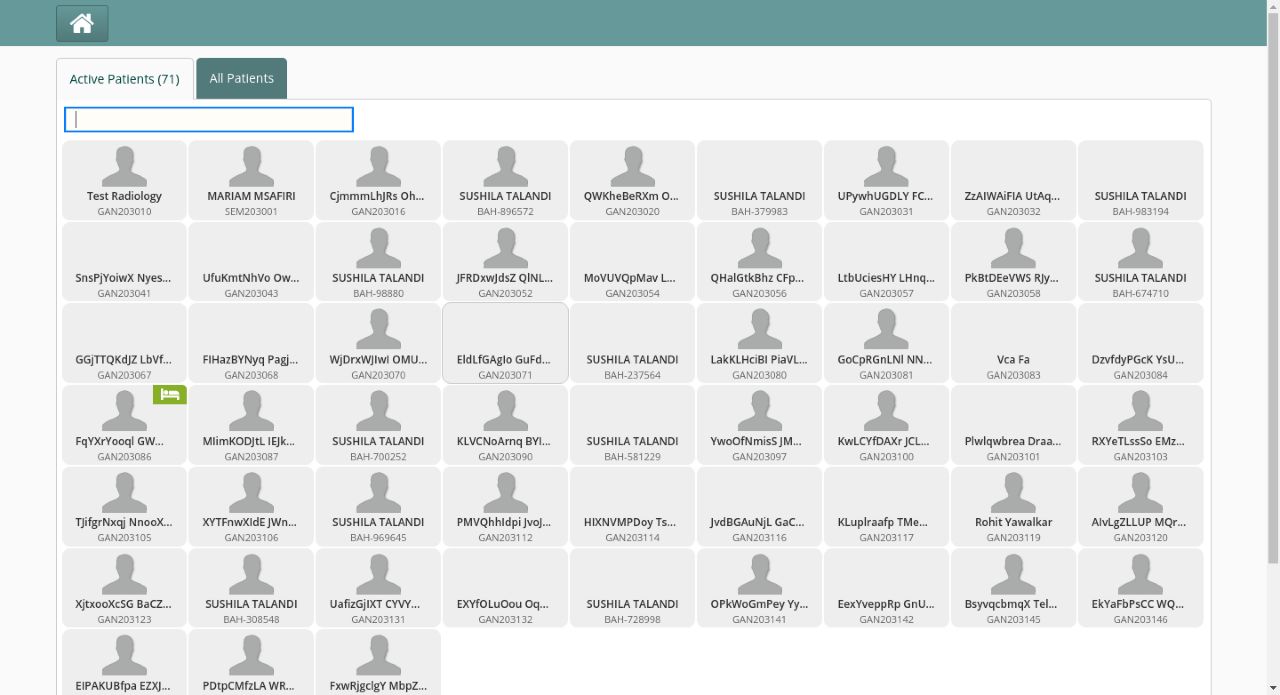 Active Patients (71)
All Patients
Test Radiology
GAN203010
MARIAM MSAFIRI
SEM203001
CjmmmLhJRs Oh...
GAN203016
SUSHILA TALANDI
BAH-896572
QWKheBeRXm O...
GAN203020
SUSHILA TALANDI
BAH-379983
UPywhUGDLY FC...
GAN203031
ZzAIWAiFIA UtAq...
GAN203032
SUSHILA TALANDI
BAH-983194
SnsPjYoiwX Nyes...
GAN203041
UfuKmtNhVo Ow...
GAN203043
SUSHILA TALANDI
BAH-98880
JFRDxwJdsZ QlNL...
GAN203052
MoVUVQpMav L...
GAN203054
QHalGtkBhz CFp...
GAN203056
LtbUciesHY LHnq...
GAN203057
PkBtDEeVWS RJy...
GAN203058
SUSHILA TALANDI
BAH-674710
GGjTTQKdJZ LbVf...
GAN203067
FIHazBYNyq Pagj...
GAN203068
WjDrxWJIwI OMU...
GAN203070
EldLfGAgIo GuFd...
GAN203071
SUSHILA TALANDI
BAH-237564
LakKLHciBI PiaVL...
GAN203080
GoCpRGnLNl NN...
GAN203081
Vca Fa
GAN203083
DzvfdyPGcK YsU...
GAN203084
FqYXrYooql GW...
GAN203086
MIimKODJtL IEJk...
GAN203087
SUSHILA TALANDI
BAH-700252
KLVCNoArnq BYI...
GAN203090
SUSHILA TALANDI
BAH-581229
YwoOfNmisS JM...
GAN203097
KwLCYfDAXr JCL...
GAN203100
Plwlqwbrea Draa...
GAN203101
RXYeTLssSo EMz...
GAN203103
TJifgrNxqj NnooX...
GAN203105
XYTFnwXIdE JWn...
GAN203106
SUSHILA TALANDI
BAH-969645
PMVQhhIdpi JvoJ...
GAN203112
HIXNVMPDoy Ts...
GAN203114
JvdBGAuNjL GaC...
GAN203116
KLuplraafp TMe...
GAN203117
Rohit Yawalkar
GAN203119
AIvLgZLLUP MQr...
GAN203120
XjtxooXcSG BaCZ...
GAN203123
SUSHILA TALANDI
BAH-308548
UafizGjIXT CYVY...
GAN203131
EXYfOLuOou Oq...
GAN203132
SUSHILA TALANDI
BAH-728998
OPkWoGmPey Yy...
GAN203141
EexYveppRp GnU...
GAN203142
BsyvqcbmqX Tel...
GAN203145
EkYaFbPsCC WQ...
GAN203146
EIPAKUBfpa EZXJ...
PDtpCMfzLA WR...
FxwRjgclgY MbpZ...